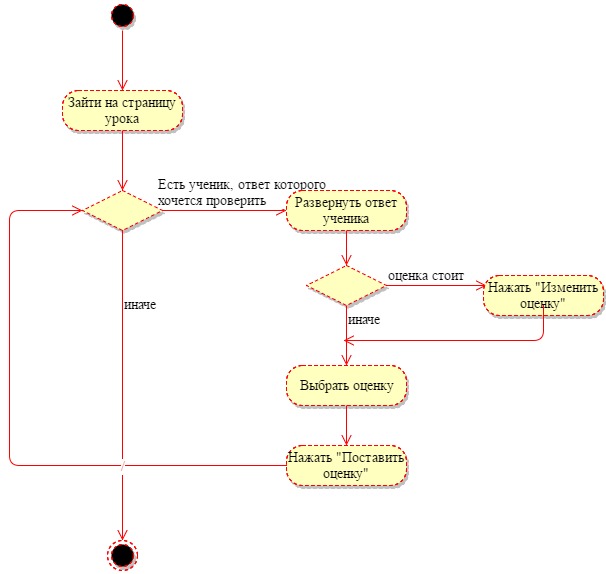 Зайти на страницу
урока
Есть ученик, ответ которого
хочется проверить
Развернуть ответ
ученика
оценка стоит
Нажать "Изменить
оценку"
иначе
иначе
Выбрать оценку
Нажать "Поставить
оценку"